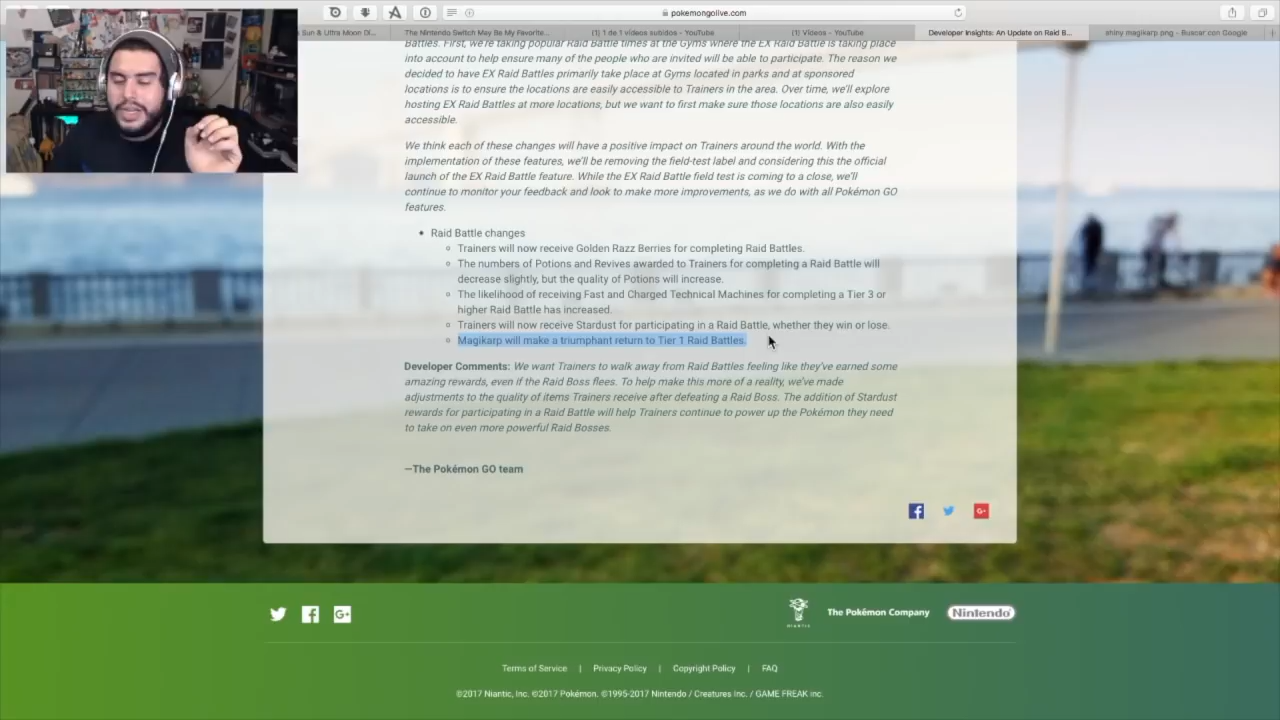 pokemongolive.com
Sun & Ultra Moon Di...
The Nintendo Switch May Be My Favorite...
(1) 1 de 1 vídeos subidos - YouTube
(1) Vídeos - YouTube
Developer Insights: An Update on Raid B...
shiny magikarp png - Buscar con Google
Battles. First, we're taking popular Raid Battle times at the Gyms where the EX Raid Battle is taking place
into account to help ensure many of the people who are invited will be able to participate. The reason we
decided to have EX Raid Battles primarily take place at Gyms located in parks and at sponsored
locations is to ensure the locations are easily accessible to Trainers in the area. Over time, we'll explore
hosting EX Raid Battles at more locations, but we want to first make sure those locations are also easily
accessible.
We think each of these changes will have a positive impact on Trainers around the world. With the
implementation of these features, we'll be removing the field-test label and considering this the official
launch of the EX Raid Battle feature. While the EX Raid Battle field test is coming to a close, we'll
continue to monitor your feedback and look to make more improvements, as we do with all Pokémon GO
features.
• Raid Battle changes
Trainers will now receive Golden Razz Berries for completing Raid Battles.
The numbers of Potions and Revives awarded to Trainers for completing a Raid Battle will
decrease slightly, but the quality of Potions will increase.
The likelihood of receiving Fast and Charged Technical Machines for completing a Tier 3 or
higher Raid Battle has increased.
Trainers will now receive Stardust for participating in a Raid Battle, whether they win or lose.
Magikarp will make a triumphant return to Tier 1 Raid Battles.
Developer Comments: We want Trainers to walk away from Raid Battles feeling like they've earned some
amazing rewards, even if the Raid Boss flees. To help make this more of a reality, we've made
adjustments to the quality of items Trainers receive after defeating a Raid Boss. The addition of Stardust
rewards for participating in a Raid Battle will help Trainers continue to power up the Pokémon they need
to take on even more powerful Raid Bosses.
—The Pokémon GO team
NIANTIC
The Pokémon Company
Nintendo
Terms of Service | Privacy Policy | Copyright Policy | FAQ
©2017 Niantic, Inc. ©2017 Pokémon. ©1995-2017 Nintendo / Creatures Inc. / GAME FREAK inc.